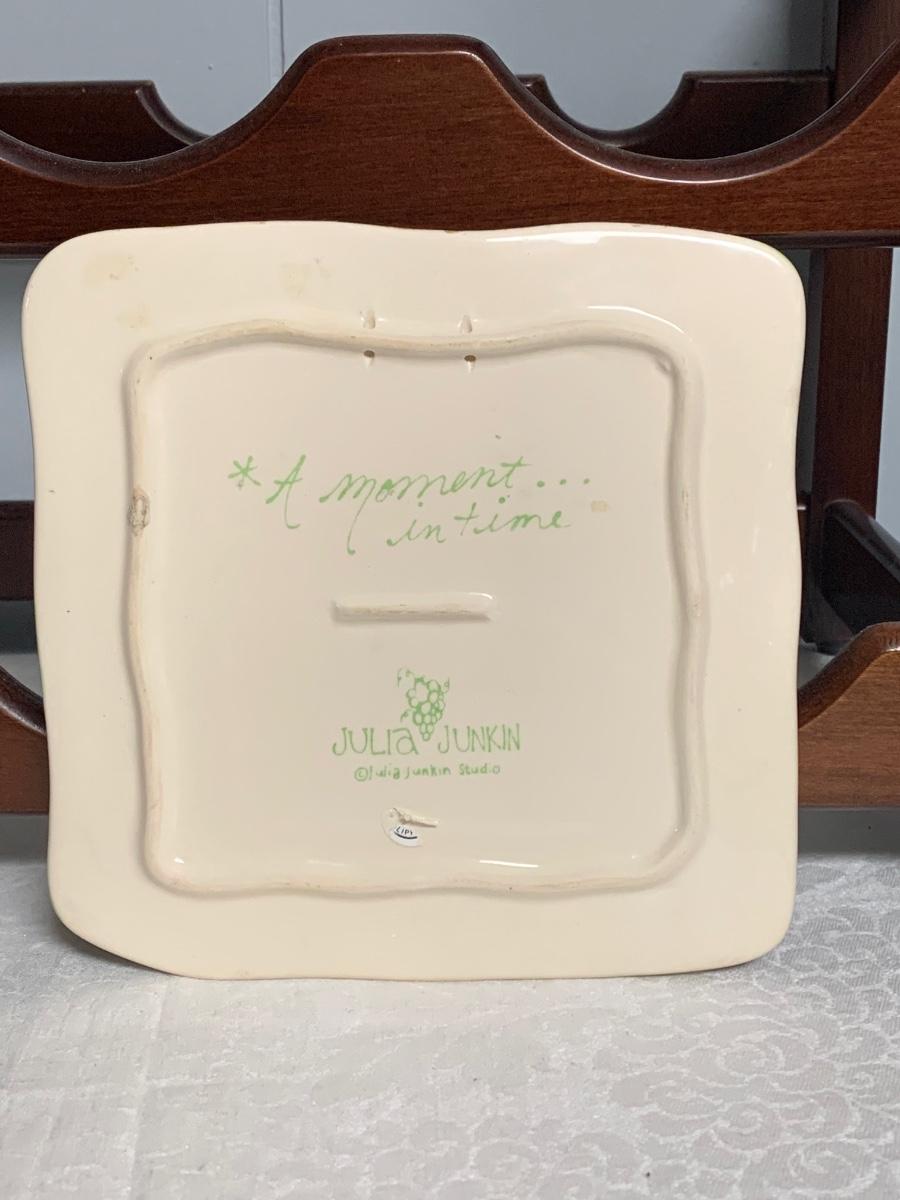 *A moment...
in time
JULIA JUNKIN
©Julia Junkin Studio